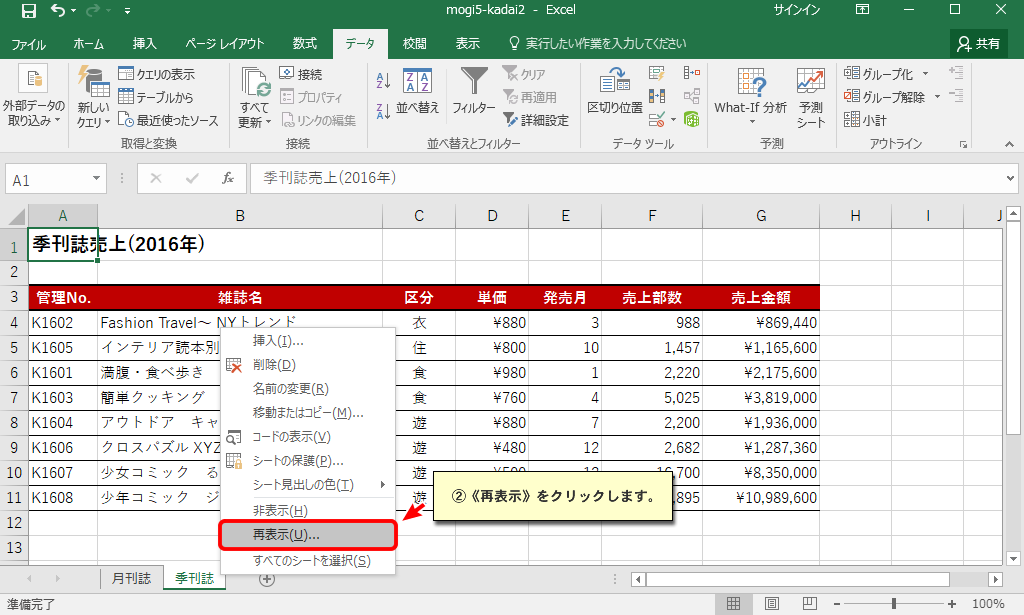 mogi5-kadai2 - Excel
サインイン
ファイル ホーム 挿入 ページ レイアウト 数式 データ 校閲 表示 実行したい作業を入力してください 共有
外部データの取り込み
新しいクエリ
クエリの表示
テーブルから
最近使ったソース
取得と変換
すべて更新
接続
プロパティ
リンクの編集
接続
並べ替え
フィルター
クリア
再適用
詳細設定
並べ替えとフィルター
区切り位置
データ ツール
What-If 分析
予測シート
予測
グループ化
グループ解除
小計
アウトライン
A1
fx
季刊誌売上(2016年)
A B C D E F G H I J
1 季刊誌売上(2016年)
2
3 管理No. 雑誌名 区分 単価 発売月 売上部数 売上金額
4 K1602 Fashion Travel～ NYトレンド 衣 ¥880 3 988 ¥869,440
5 K1605 インテリア読本別 住 ¥800 10 1,457 ¥1,165,600
6 K1601 満腹・食べ歩き 食 ¥980 1 2,220 ¥2,175,600
7 K1603 簡単クッキング 食 ¥760 4 5,025 ¥3,819,000
8 K1604 アウトドア　キャ 遊 ¥880 7 2,200 ¥1,936,000
9 K1606 クロスパズル XYZ 遊 ¥480 12 2,682 ¥1,287,360
10 K1607 少女コミック　る 遊 ¥500 12 16,700 ¥8,350,000
11 K1608 少年コミック　ジ 遊 895 ¥10,989,600
12
13
挿入(I)...
削除(D)
名前の変更(R)
移動またはコピー(M)...
コードの表示(V)
シートの保護(P)...
シート見出しの色(T)
非表示(H)
再表示(U)...
すべてのシートを選択(S)
②《再表示》をクリックします。
月刊誌 季刊誌
準備完了
100%